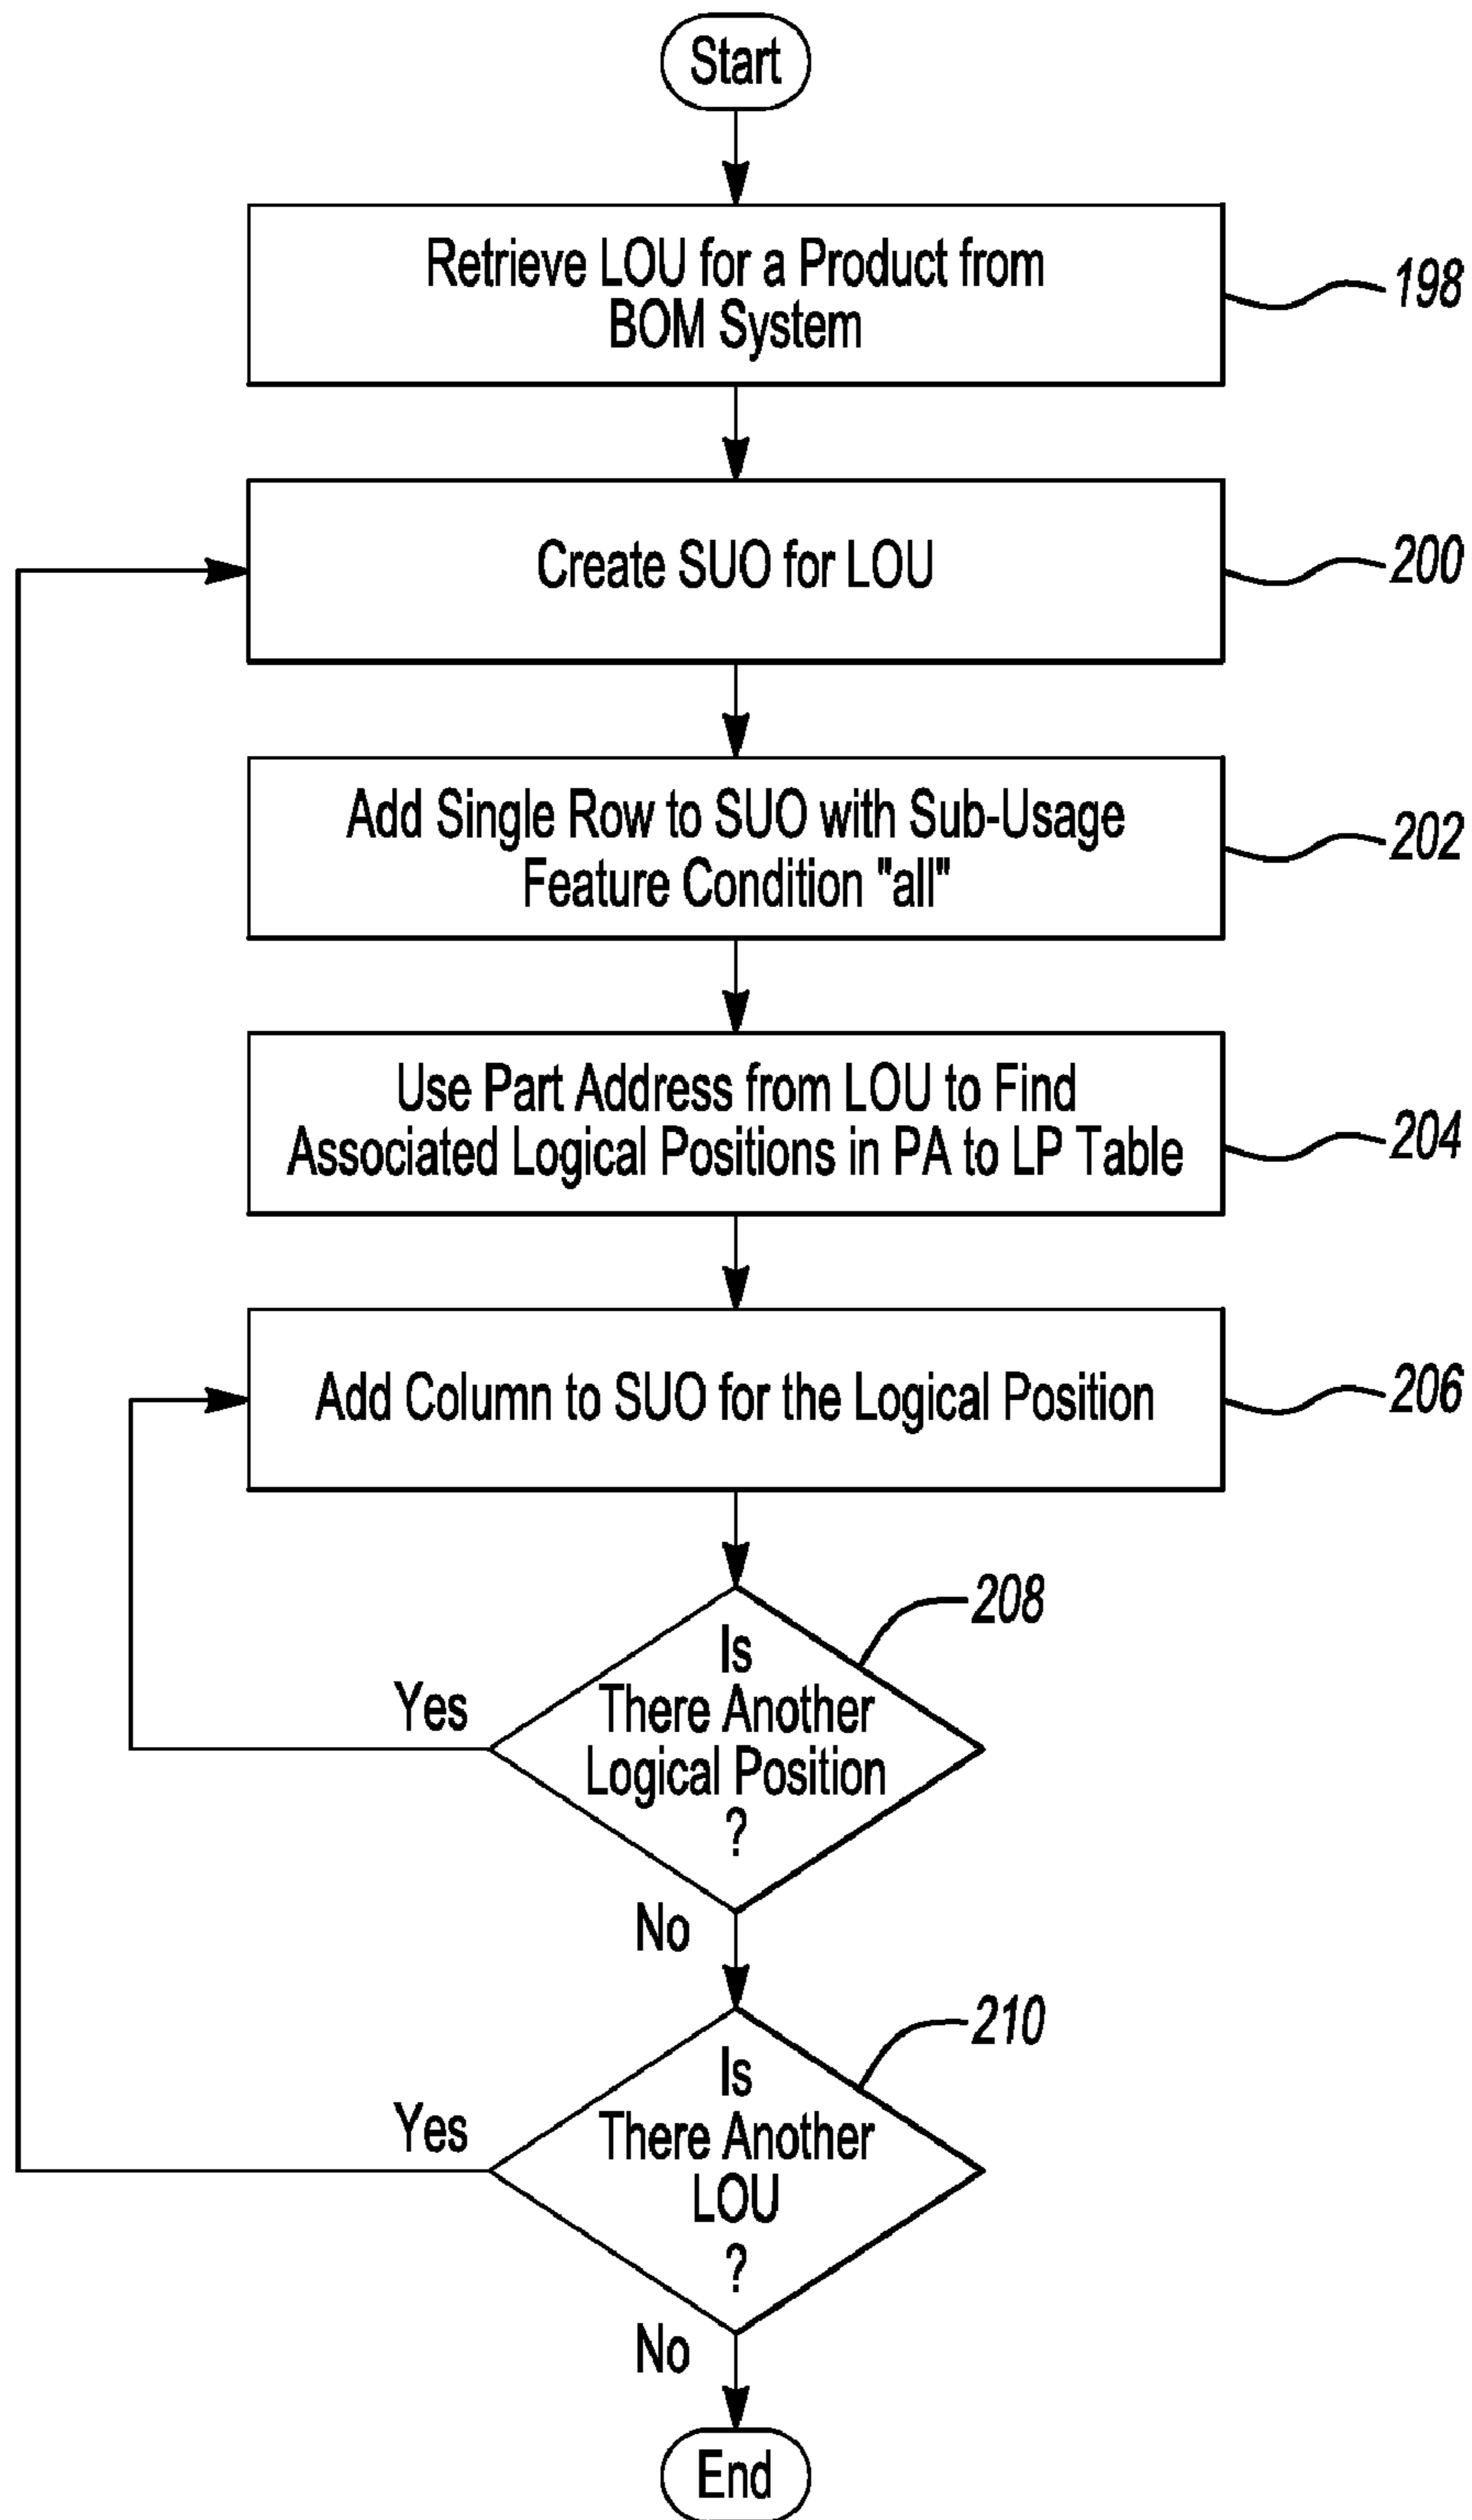 Start
Retrieve LOU for a Product from
BOM System
198
Create SUO for LOU
200
Add Single Row to SUO with Sub-Usage
Feature Condition "all"
202
Use Part Address from LOU to Find
Associated Logical Positions in PA to LP Table
204
Add Column to SUO for the Logical Position
206
208
Is
There Another
Logical Position
?
Yes
No
210
Is
There Another
LOU
?
Yes
No
End